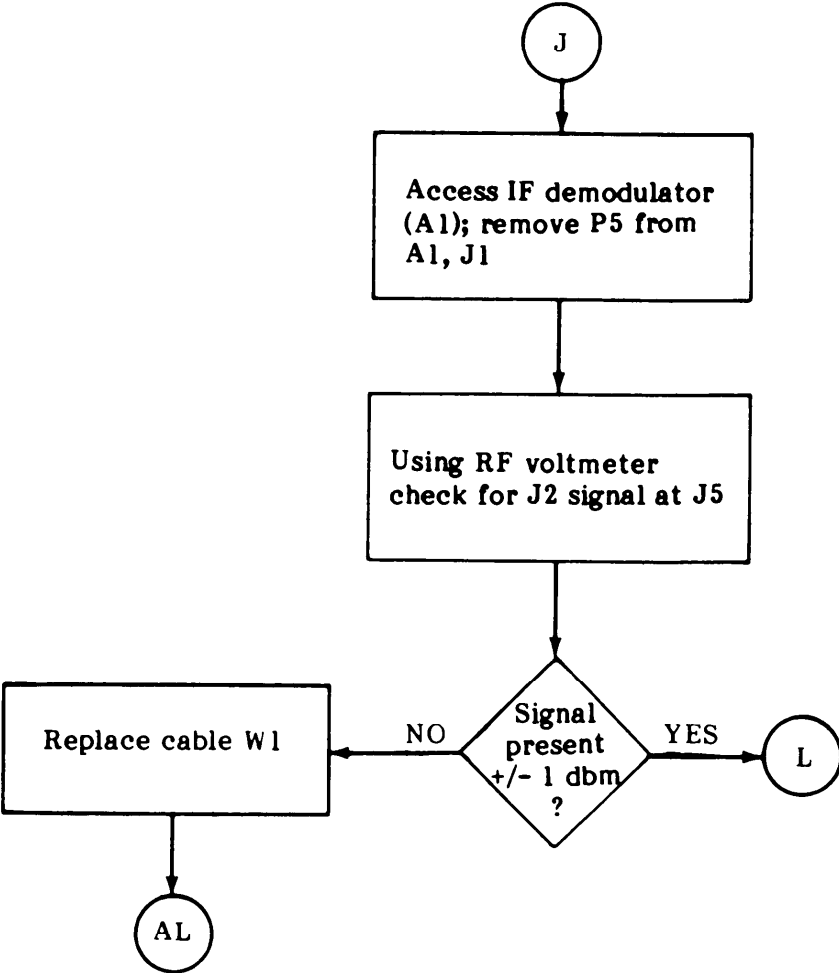 J
Access IF demodulator
(A1); remove P5 from
A1, J1
Using RF voltmeter
check for J2 signal at J5
Signal
present
+/- 1 dbm
?
NO
YES
Replace cable W1
L
AL